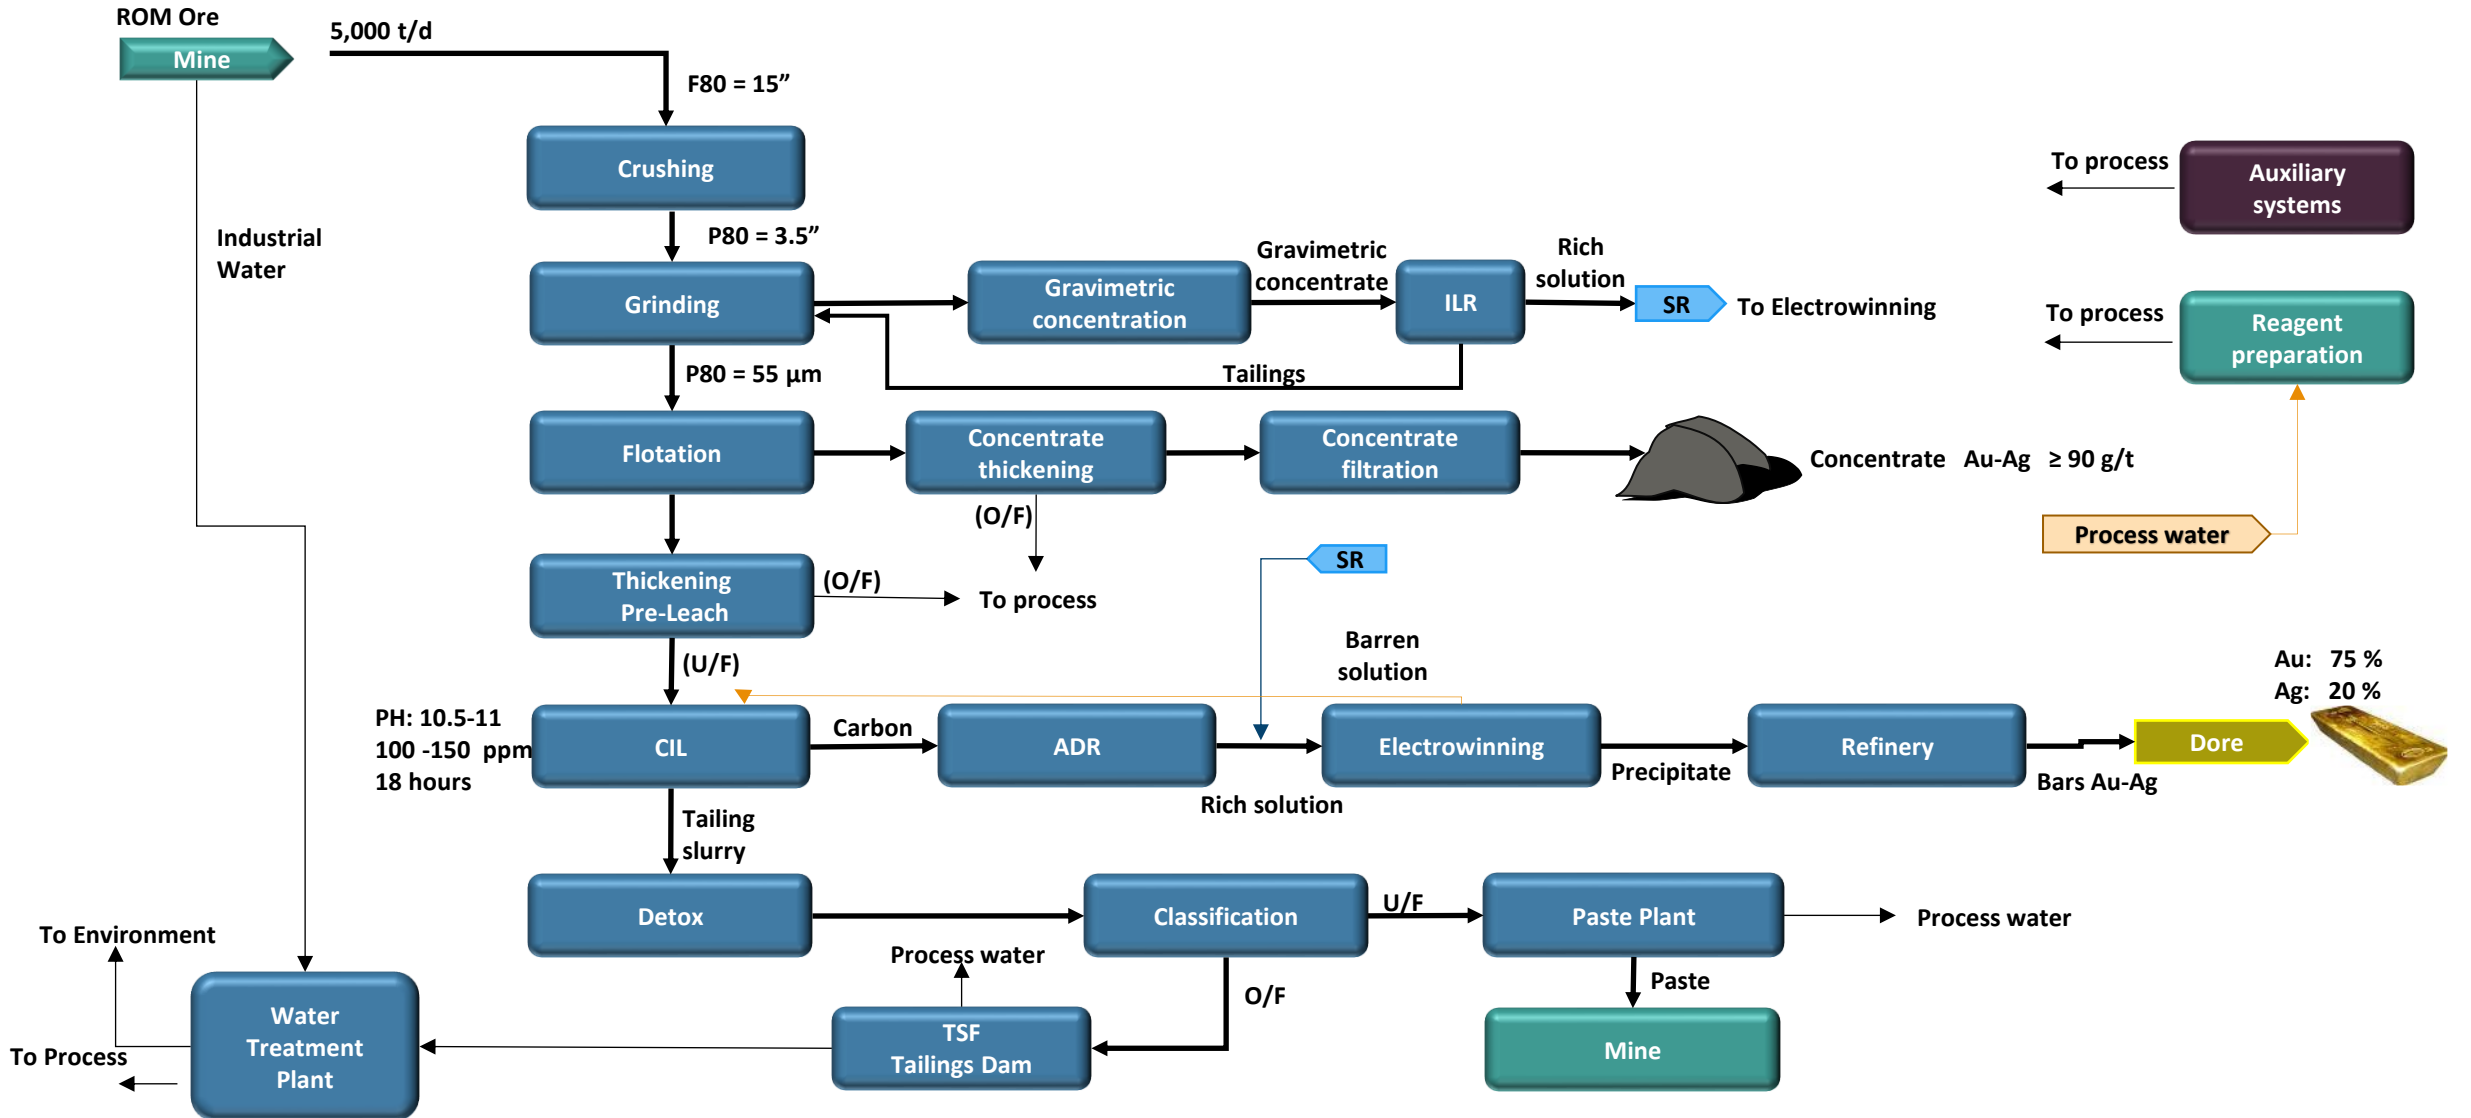 ROM Ore
Mine
5,000 t/d
F80 = 15”
Crushing
To process
Auxiliary
systems
P80 = 3.5”
Industrial
Water
Grinding
Gravimetric
concentration
Gravimetric
concentrate
ILR
Rich
solution
SR
To Electrowinning
To process
Reagent
preparation
P80 = 55 µm
Tailings
Flotation
Concentrate
thickening
Concentrate
filtration
Concentrate Au-Ag ≥ 90 g/t
(O/F)
Process water
Thickening
Pre-Leach
(O/F)
To process
SR
(U/F)
Barren
solution
Au: 75 %
Ag: 20 %
PH: 10.5-11
100 -150 ppm
18 hours
CIL
Carbon
ADR
Rich solution
Electrowinning
Precipitate
Refinery
Bars Au-Ag
Dore
Tailing
slurry
Detox
Classification
U/F
Paste Plant
Process water
To Environment
Process water
O/F
Paste
Water
Treatment
Plant
To Process
TSF
Tailings Dam
Mine